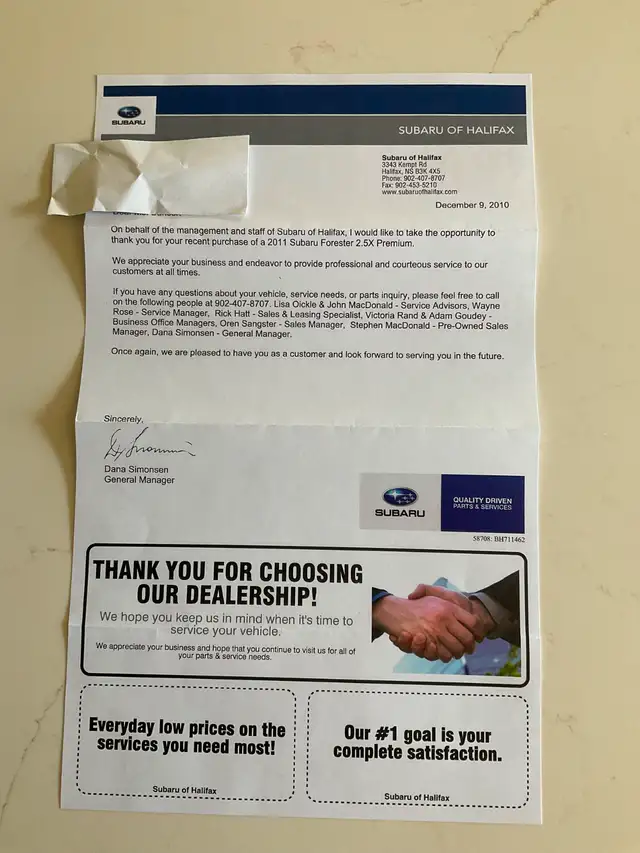 SUBARU
SUBARU OF HALIFAX
Subaru of Halifax
3343 Kempt Rd
Halifax, NS B3K 4X5
Phone: 902-407-8707
Fax: 902-453-5210
www.subaruofhalifax.com
December 9, 2010
On behalf of the management and staff of Subaru of Halifax, I would like to take the opportunity to
thank you for your recent purchase of a 2011 Subaru Forester 2.5X Premium.
We appreciate your business and endeavor to provide professional and courteous service to our
customers at all times.
If you have any questions about your vehicle, service needs, or parts inquiry, please feel free to call
on the following people at 902-407-8707. Lisa Oickle & John MacDonald - Service Advisors, Wayne
Rose - Service Manager, Rick Hatt - Sales & Leasing Specialist, Victoria Rand & Adam Goudey -
Business Office Managers, Oren Sangster - Sales Manager, Stephen MacDonald - Pre-Owned Sales
Manager, Dana Simonsen - General Manager.
Once again, we are pleased to have you as a customer and look forward to serving you in the future.
Sincerely,
Dana Simonsen
General Manager
SUBARU
QUALITY DRIVEN
PARTS & SERVICES
58708: BH711462
THANK YOU FOR CHOOSING
OUR DEALERSHIP!
We hope you keep us in mind when it's time to
service your vehicle.
We appreciate your business and hope that you continue to visit us for all of
your parts & service needs.
Everyday low prices on the
services you need most!
Subaru of Halifax
Our #1 goal is your
complete satisfaction.
Subaru of Halifax